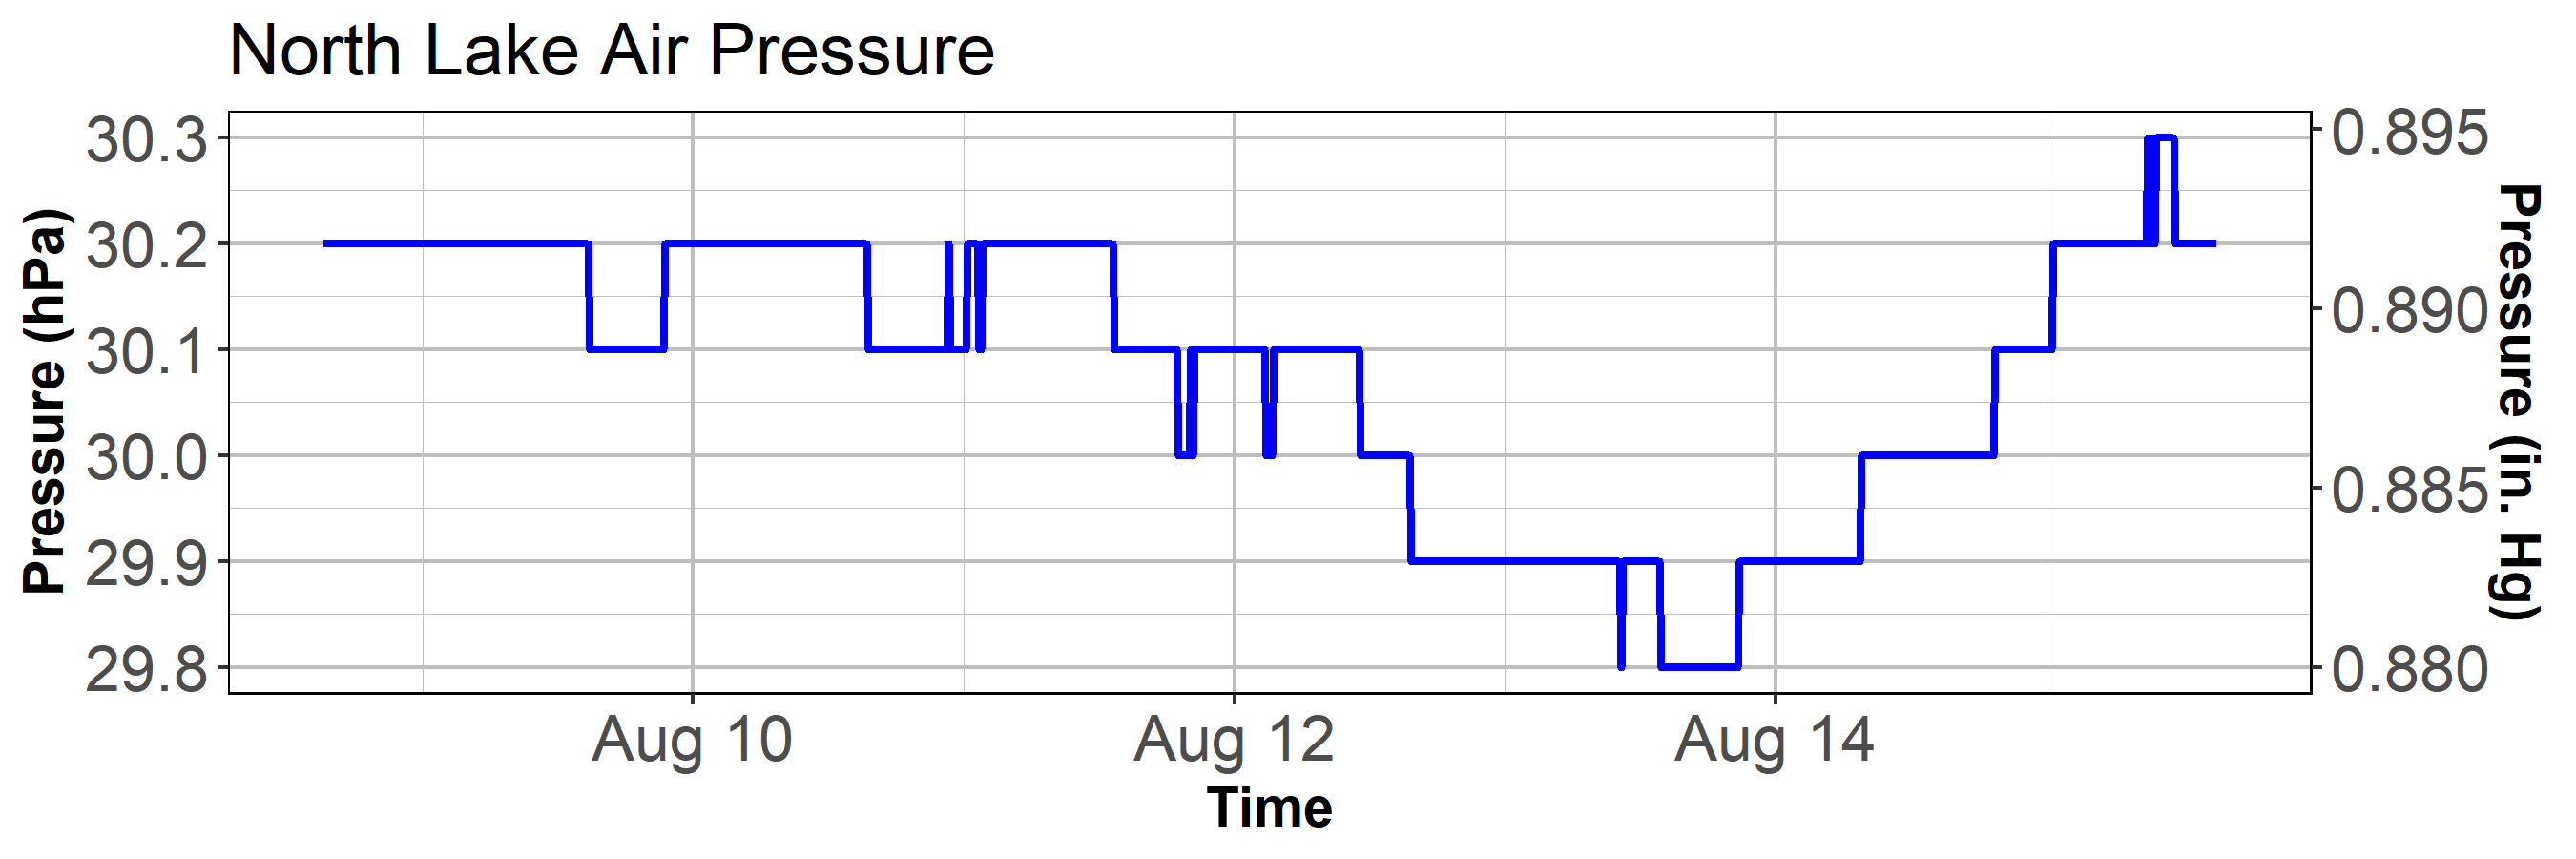 North Lake Air Pressure
Pressure (hPa)
30.3
30.2
30.1
30.0
29.9
29.8
0.895
0.890
0.885
0.880
Pressure (in. Hg)
Aug 10
Aug 12
Aug 14
Time